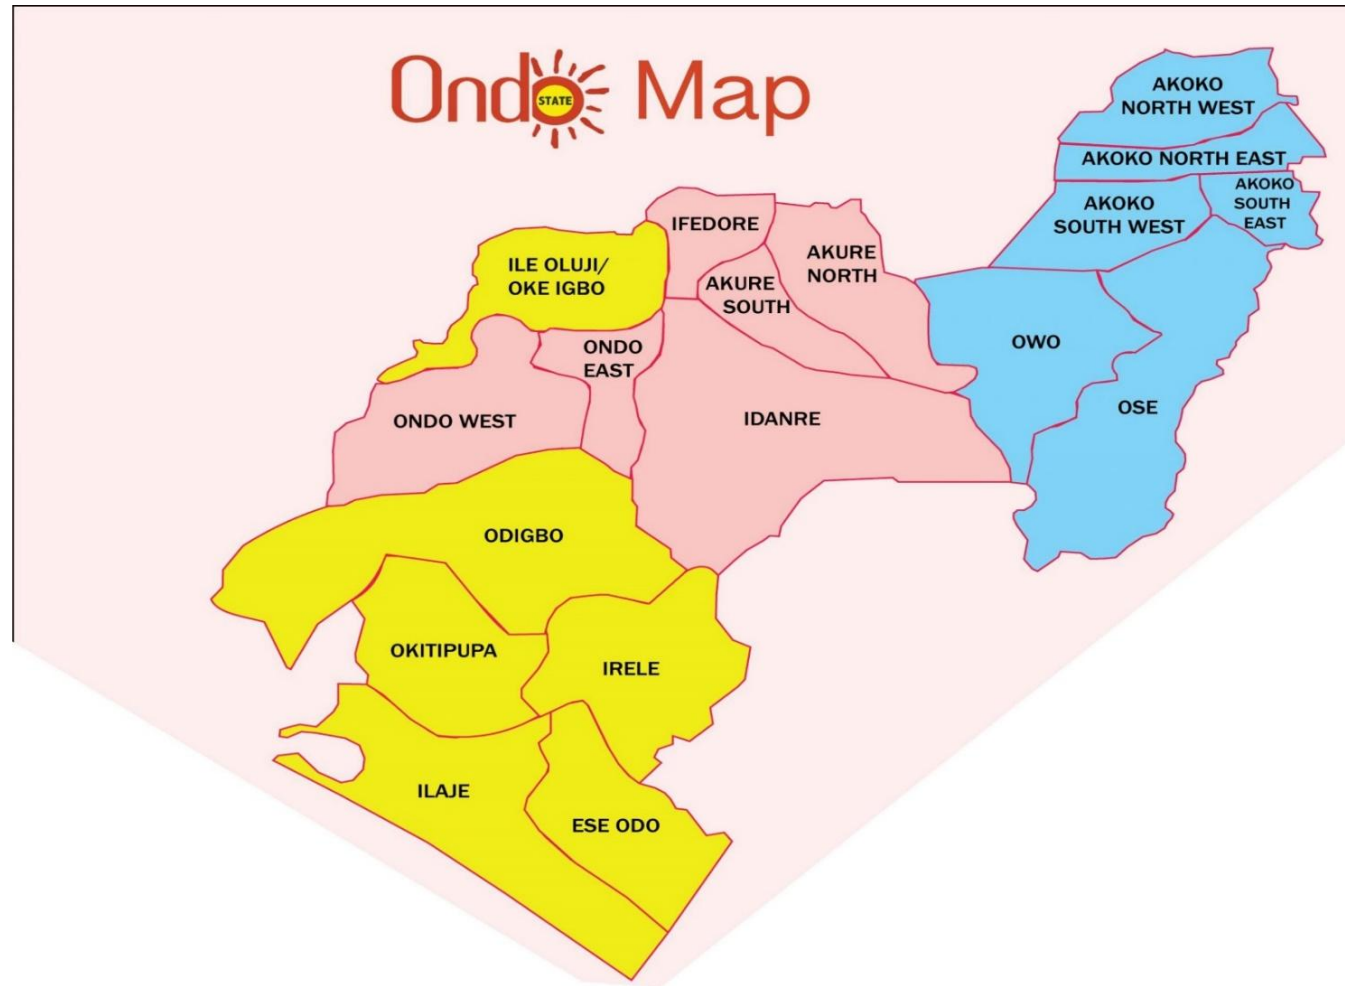 Ondo Map
STATE
AKOKO
NORTH WEST
AKOKO NORTH EAST
AKOKO
SOUTH
EAST
AKOKO
SOUTH WEST
IFEDORE
AKURE
NORTH
ILE OLUJI/
OKE IGBO
AKURE
SOUTH
OWO
ONDO
EAST
OSE
ONDO WEST
IDANRE
ODIGBO
OKITIPUPA
IRELE
ILAJE
ESE ODO